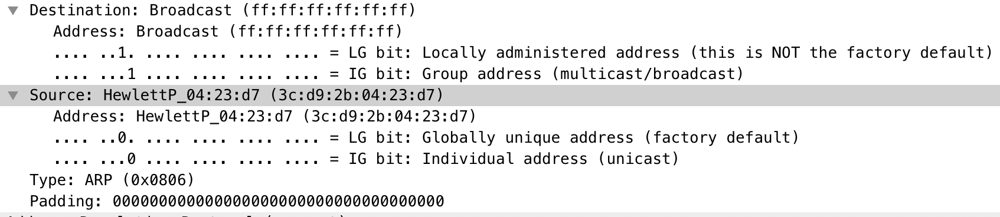 Destination: Broadcast (ff:ff:ff:ff:ff:ff)
Address: Broadcast (ff:ff:ff:ff:ff:ff)
.... ..1. .... .... .... .... = LG bit: Locally administered address (this is NOT the factory default)
.... ...1 .... .... .... .... = IG bit: Group address (multicast/broadcast)
Source: HewlettP_04:23:d7 (3c:d9:2b:04:23:d7)
Address: HewlettP_04:23:d7 (3c:d9:2b:04:23:d7)
.... ..0. .... .... .... .... = LG bit: Globally unique address (factory default)
.... ...0 .... .... .... .... = IG bit: Individual address (unicast)
Type: ARP (0x0806)
Padding: 000000000000000000000000000000000000